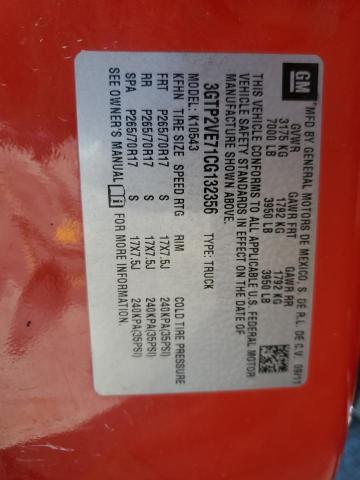 GM
MFG BY GENERAL MOTORS DE MEXICO, S. DE R.L. DE C.V. 09/11
GVWR GAWR FRT GAWR RR
3175 KG 1792 KG 1792 KG
7000 LB 3950 LB 3950 LB
THIS VEHICLE CONFORMS TO ALL APPLICABLE U.S. FEDERAL MOTOR
VEHICLE SAFETY STANDARDS IN EFFECT ON THE DATE OF
MANUFACTURE SHOWN ABOVE.
3GTP2VE71CG132356 TYPE: TRUCK
MODEL: K10543
KFHN TIRE SIZE SPEED RTG RIM COLD TIRE PRESSURE
FRT P265/70R17 S 17X7.5J 240KPA(35PSI)
RR P265/70R17 S 17X7.5J 240KPA(35PSI)
SPA P265/70R17 S 17X7.5J 240KPA(35PSI)
SEE OWNER'S MANUAL FOR MORE INFORMATION.